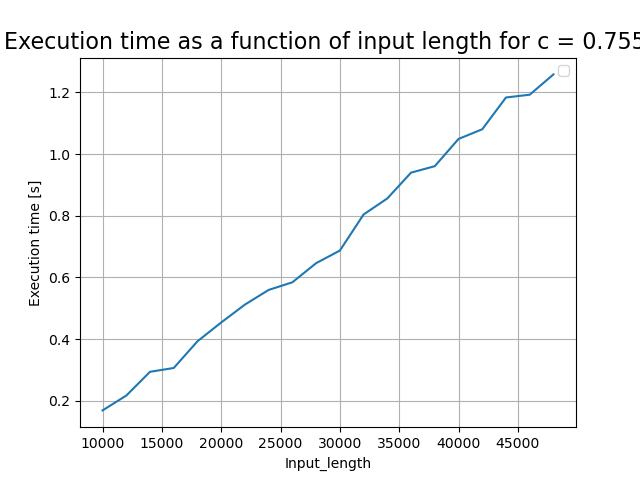 Execution time as a function of input length for c = 0.755
1.2
1.0
0.8
0.6
0.4
0.2
Execution time [s]
10000 15000 20000 25000 30000 35000 40000 45000
Input_length